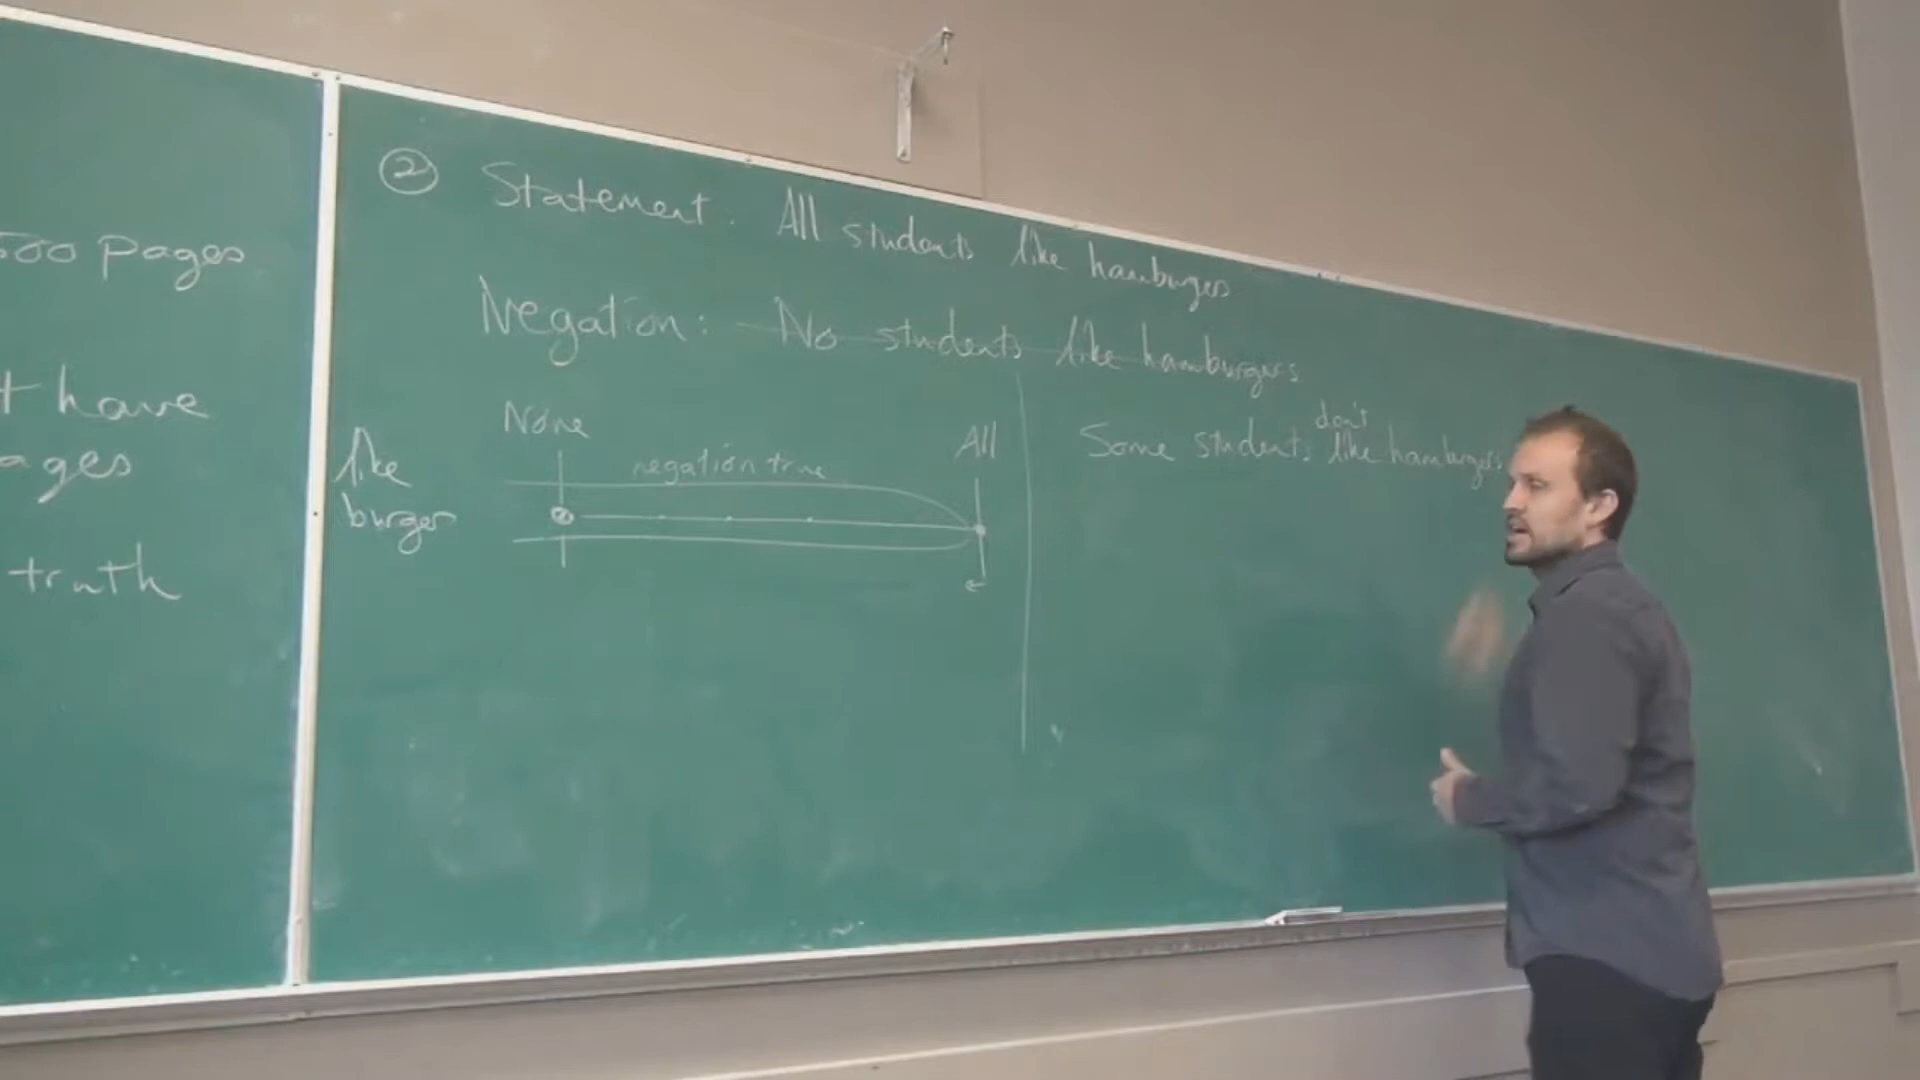 500 pages
t have
ages
truth
② Statement: All students like hamburges
Negation: No students like hamburgers
None
All
like
burger
negation true
don't
Some students like hamburgers